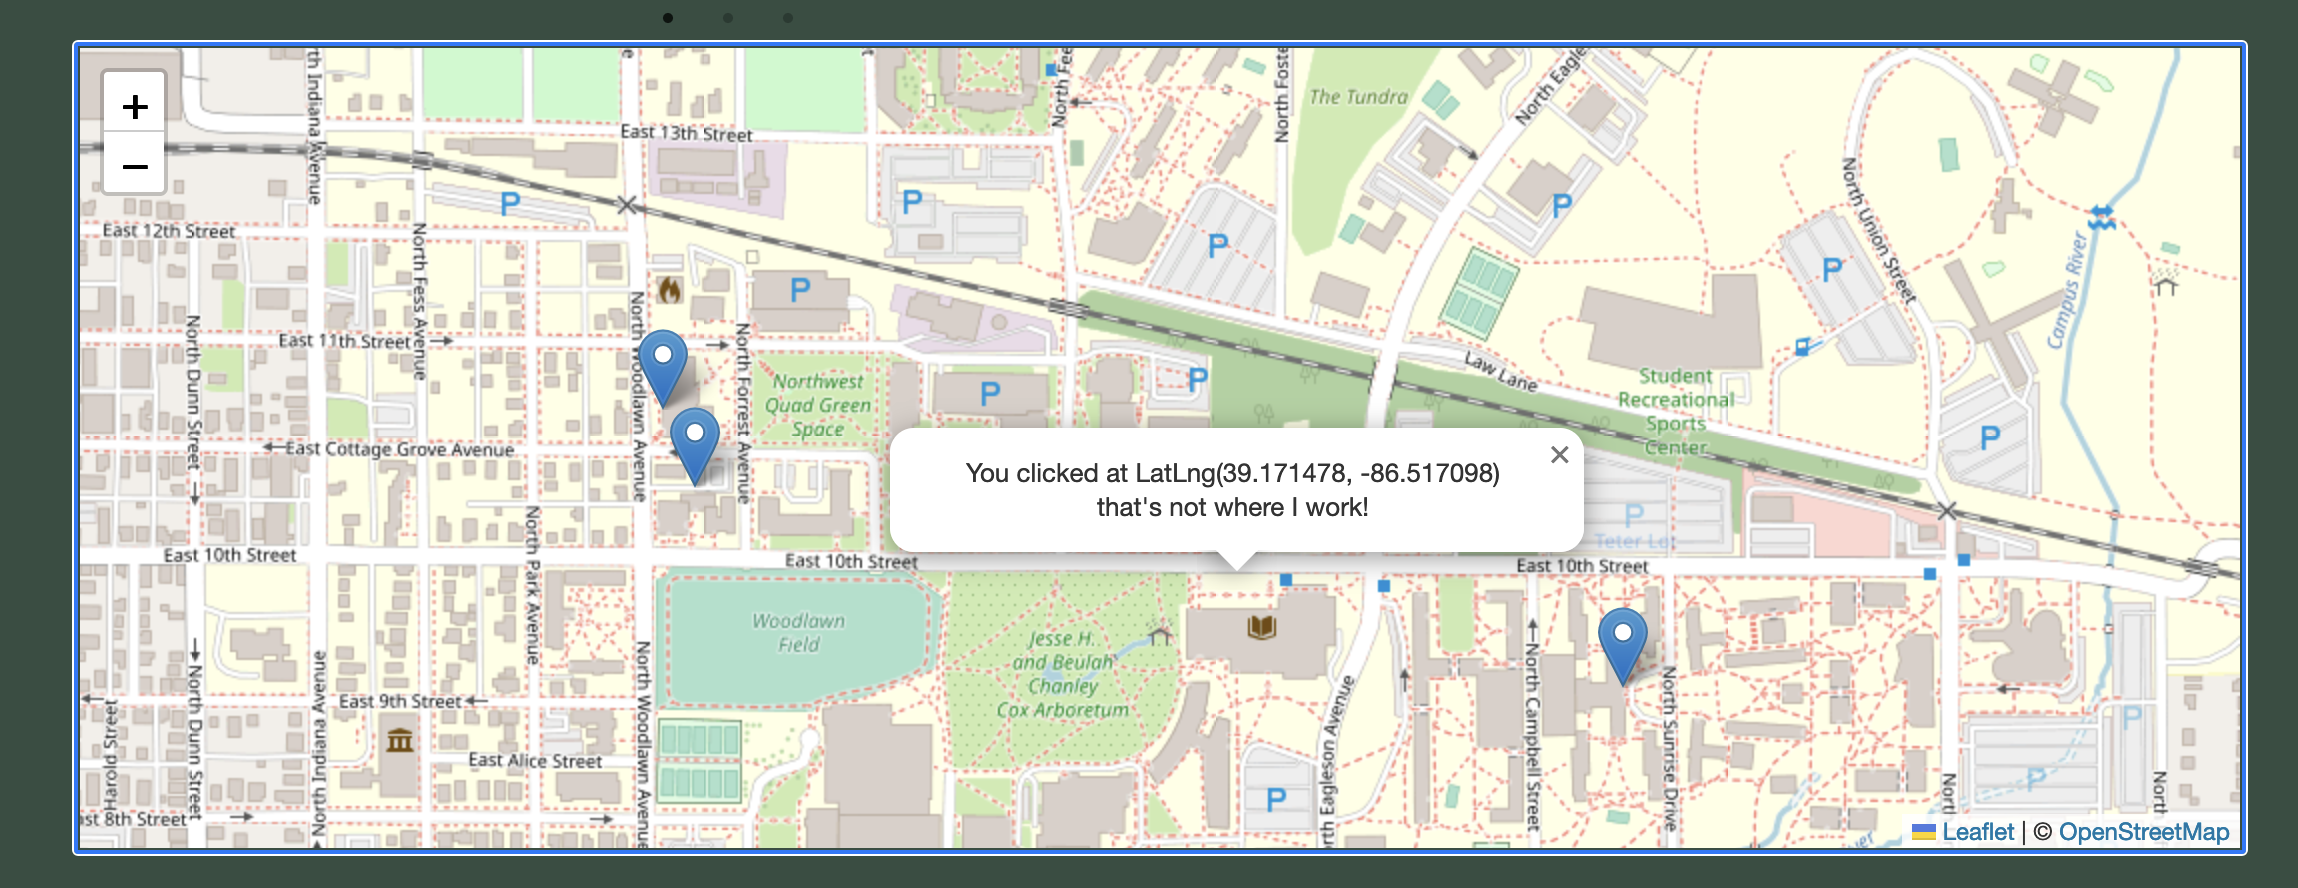 +
−
East 13th Street
The Tundra
North Eagle
North Foste
North Fee
th Indiana Avenue
East 12th Street
North Fess Avenue
North Union Street
Campus River
P
P
P
P
P
P
East 11th Street
North Dunn Street
North Woodlawn Avenue
North Forrest Avenue
Northwest
Quad Green
Space
P
P
Law Lane
Student
Recreational
Sports
Center
P
East Cottage Grove Avenue
You clicked at LatLng(39.171478, -86.517098)
that's not where I work!
×
P
Teter Lot
East 10th Street
East 10th Street
East 10th Street
North Park Avenue
Woodlawn
Field
Jesse H.
and Beulah
Chanley
Cox Arboretum
East 9th Street
North Dunn Street
Harold Street
North Indiana Avenue
North Woodlawn Avenue
East Alice Street
st 8th Street
P
rth Eagleson Avenue
North Campbell Street
North Sunrise Drive
North
North
P
P
ver
Leaflet | © OpenStreetMap